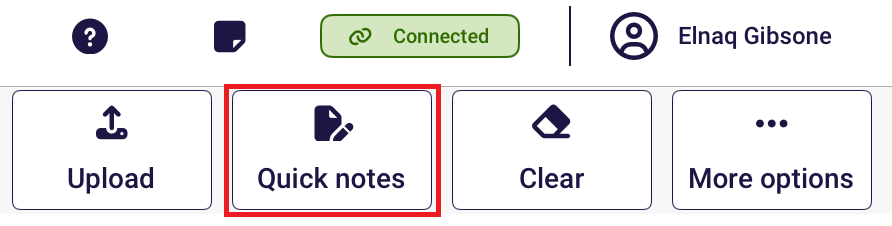 Connected
Elnaq Gibsone
Upload
Quick notes
Clear
More options